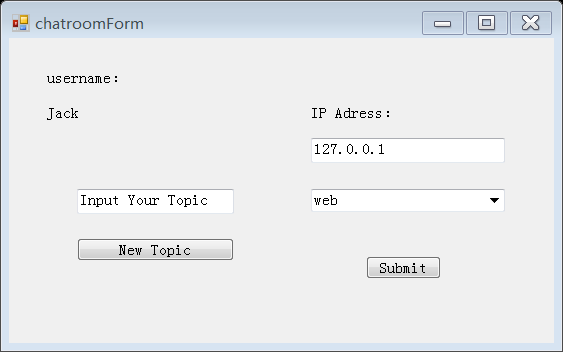 chatroomForm
username:
Jack
IP Adress:
127.0.0.1
Input Your Topic
web
New Topic
Submit